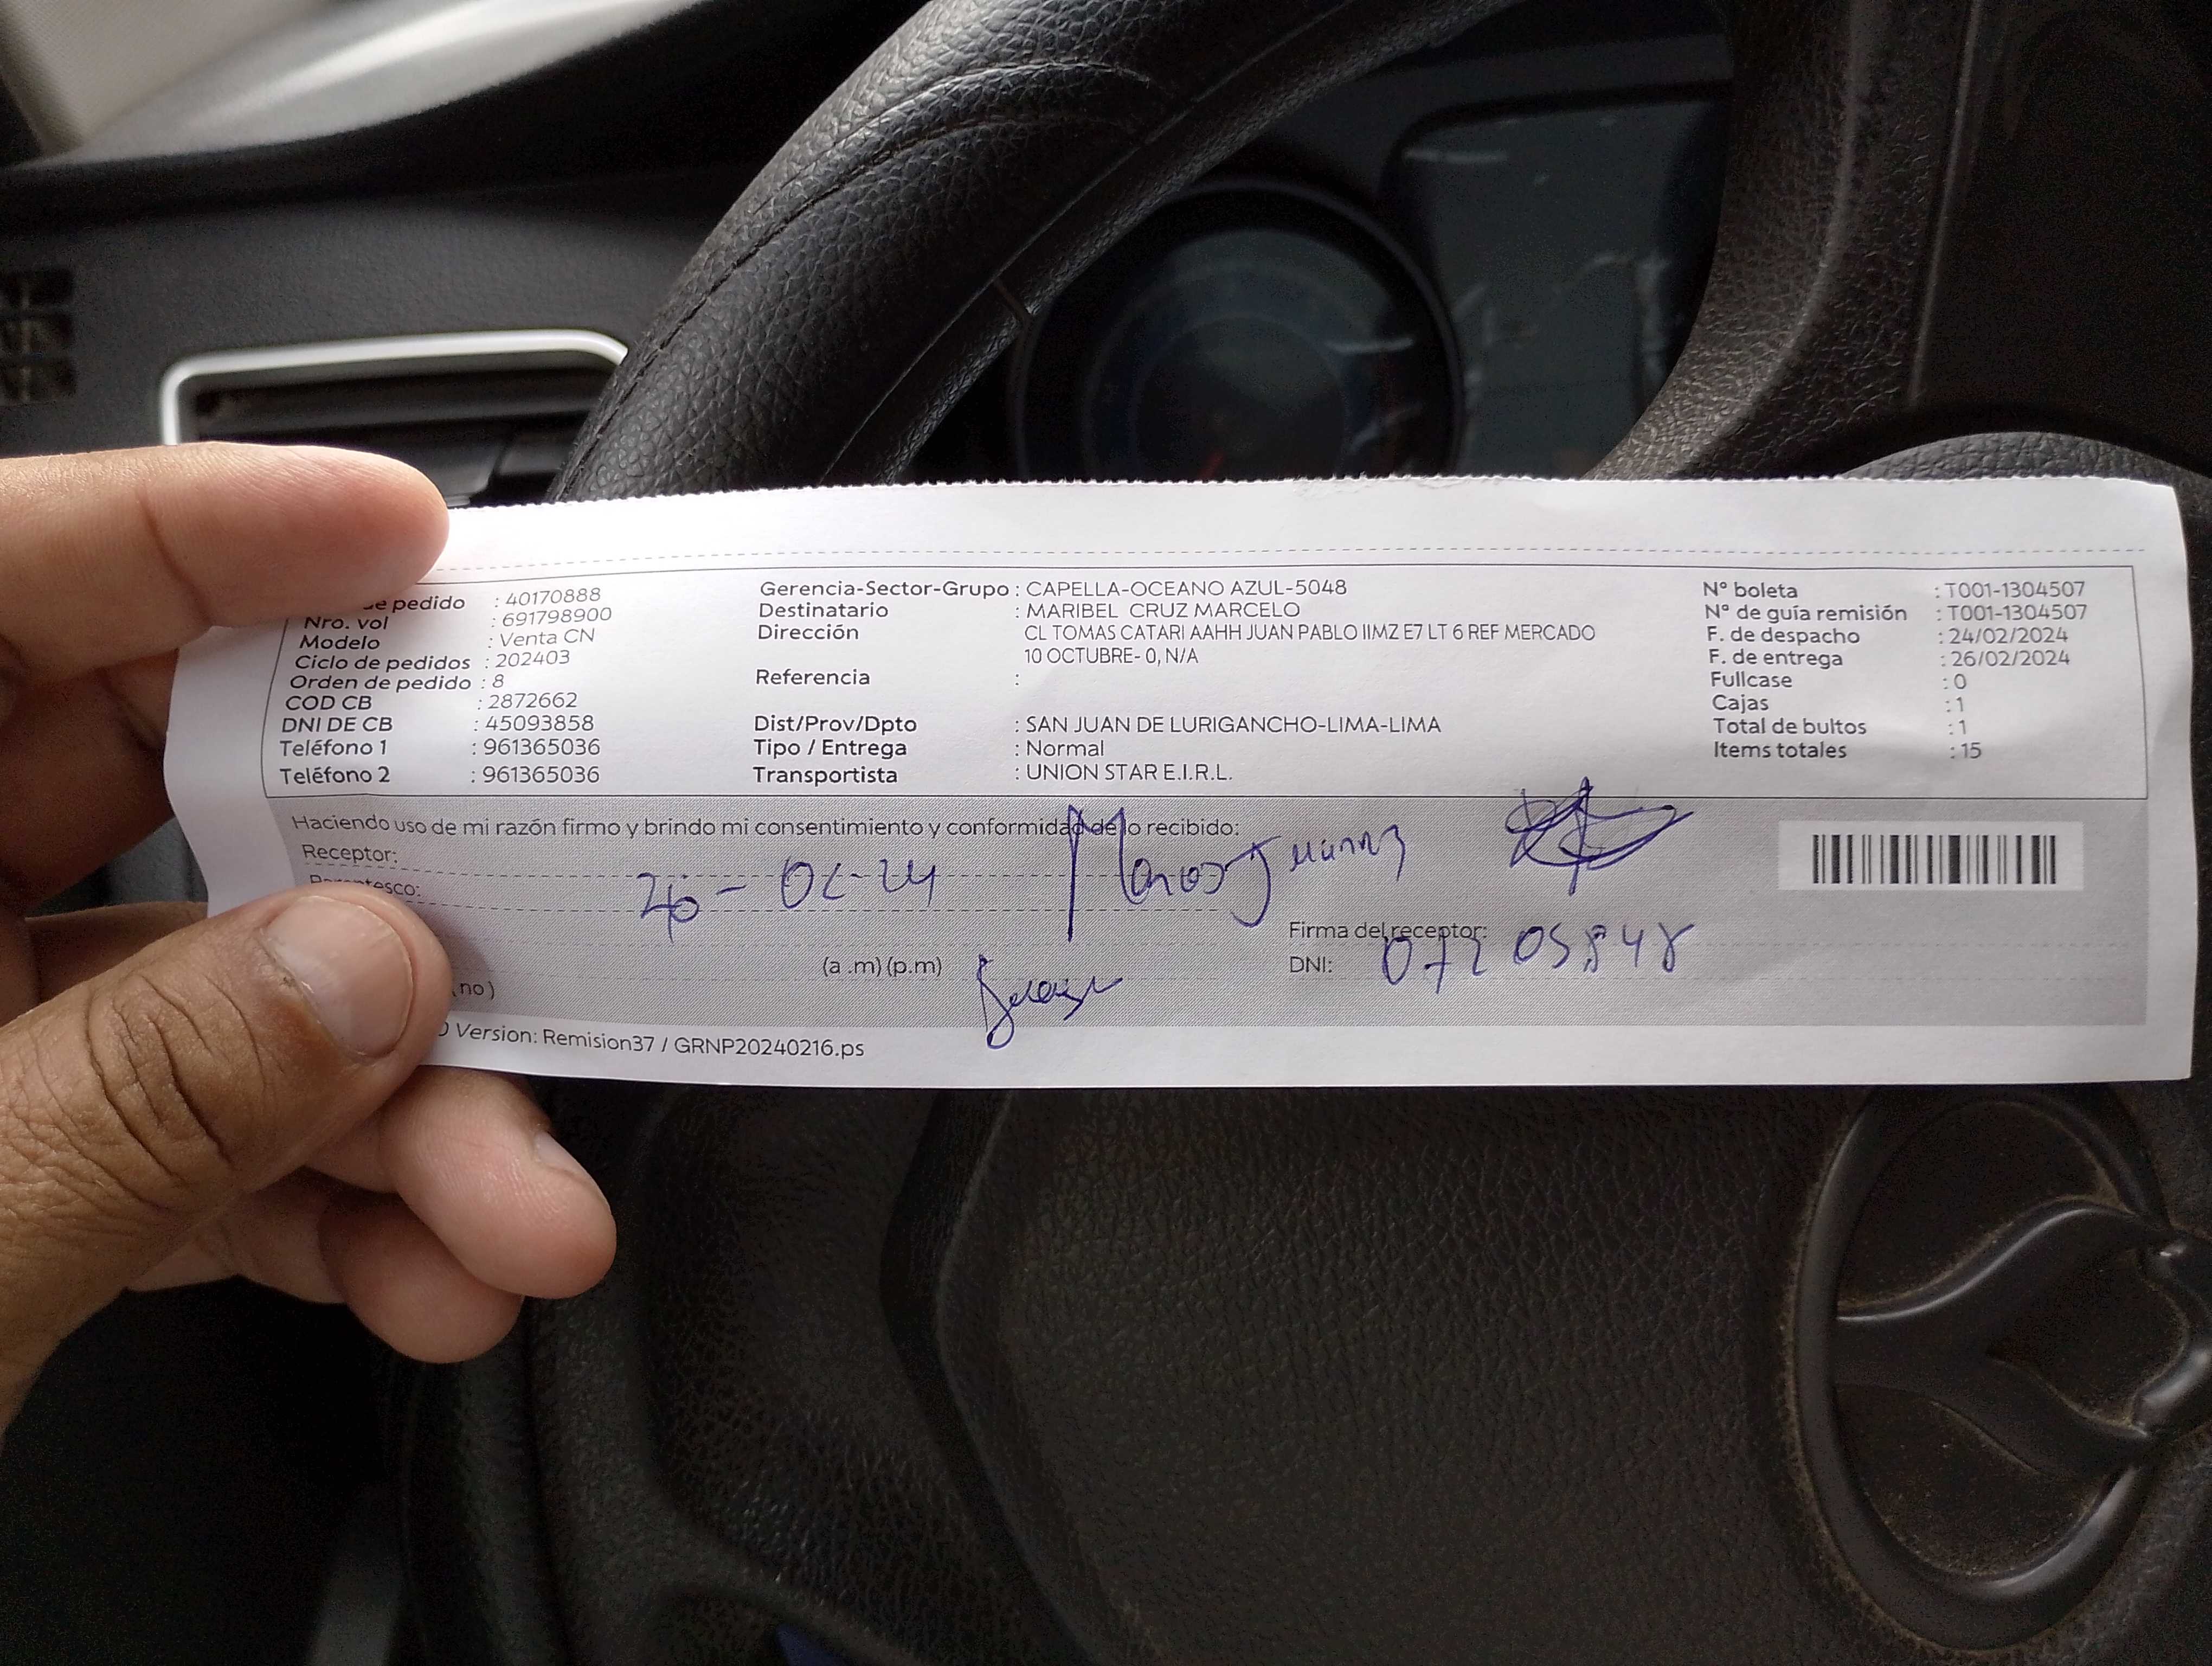 de pedido : 40170888
Nro. vol : 691798900
Modelo : Venta CN
Ciclo de pedidos : 202403
Orden de pedido : 8
COD CB : 2872662
DNI DE CB : 45093858
Teléfono 1 : 961365036
Teléfono 2 : 961365036
Gerencia-Sector-Grupo : CAPELLA-OCEANO AZUL-5048
Destinatario : MARIBEL CRUZ MARCELO
Dirección CL TOMAS CATARI AAHH JUAN PABLO IIMZ E7 LT 6 REF MERCADO
10 OCTUBRE- 0, N/A
Referencia :
Dist/Prov/Dpto : SAN JUAN DE LURIGANCHO-LIMA-LIMA
Tipo / Entrega : Normal
Transportista : UNION STAR E.I.R.L.
Nº boleta : T001-1304507
Nº de guía remisión : T001-1304507
F. de despacho : 24/02/2024
F. de entrega : 26/02/2024
Fullcase : 0
Cajas : 1
Total de bultos : 1
Items totales : 15
Haciendo uso de mi razón firmo y brindo mi consentimiento y conformidad de lo recibido:
Receptor:
Parentesco:
26-02-24
Firma del receptor:
(a .m) (p.m)
DNI: 07205848
no )
Version: Remision37 / GRNP20240216.ps